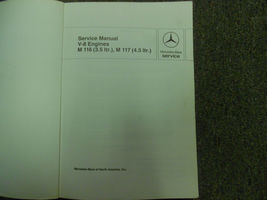 Service Manual
V-8 Engines
M 116 (3.5 ltr.), M 117 (4.5 ltr.)
Mercedes-Benz
service
Mercedes-Benz of North America, Inc.